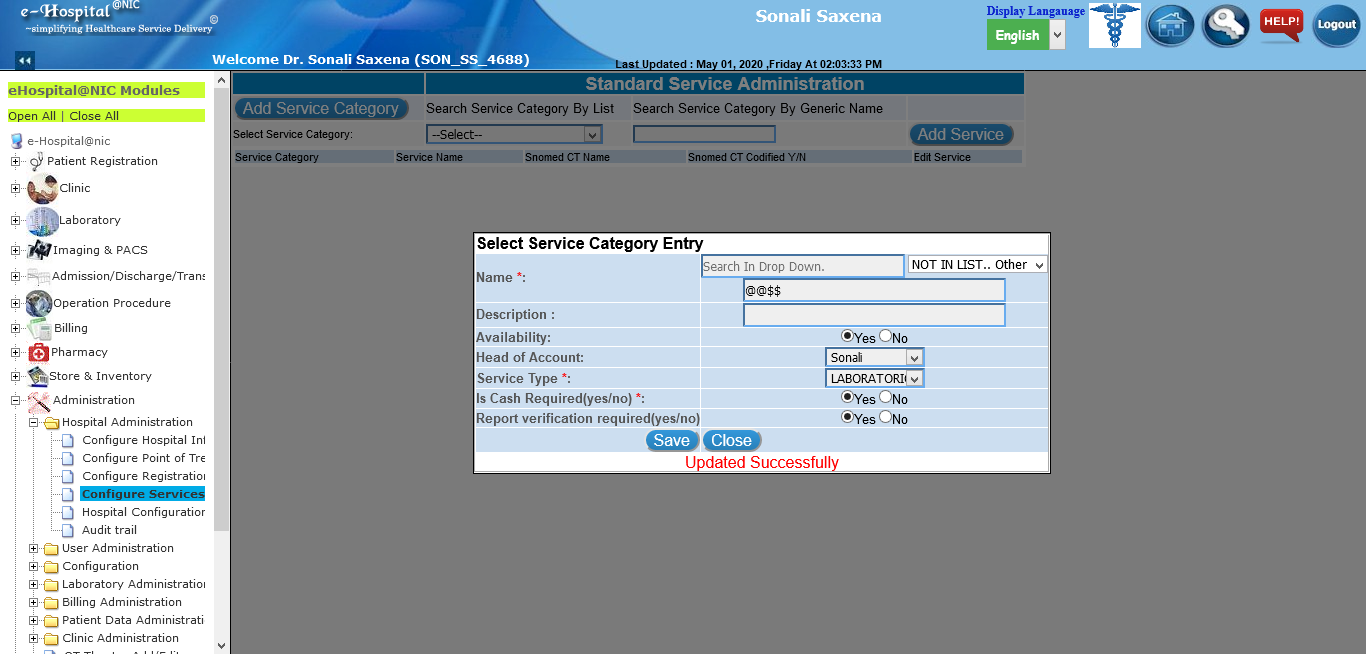 e-Hospital @NIC ©
~simplifying Healthcare Service Delivery
Sonali Saxena
Display Langauage
English
HELP!
Logout
Welcome Dr. Sonali Saxena (SON_SS_4688)
Last Updated : May 01, 2020 ,Friday At 02:03:33 PM
eHospital@NIC Modules
Open All | Close All
e-Hospital@nic
Patient Registration
Clinic
Laboratory
Imaging & PACS
Admission/Discharge/Trans
Operation Procedure
Billing
Pharmacy
Store & Inventory
Administration
Hospital Administration
Configure Hospital Inf
Configure Point of Tre
Configure Registration
Configure Services
Hospital Configuration
Audit trail
User Administration
Configuration
Laboratory Administration
Billing Administration
Patient Data Administrati
Clinic Administration
Standard Service Administration
Add Service Category Search Service Category By List Search Service Category By Generic Name
Select Service Category: --Select-- Add Service
Service Category Service Name Snomed CT Name Snomed CT Codified Y/N Edit Service
Select Service Category Entry
Name *: Search In Drop Down. NOT IN LIST.. Other
@@$$
Description :
Availability: Yes No
Head of Account: Sonali
Service Type *: LABORATORI
Is Cash Required(yes/no) *: Yes No
Report verification required(yes/no) Yes No
Save Close
Updated Successfully